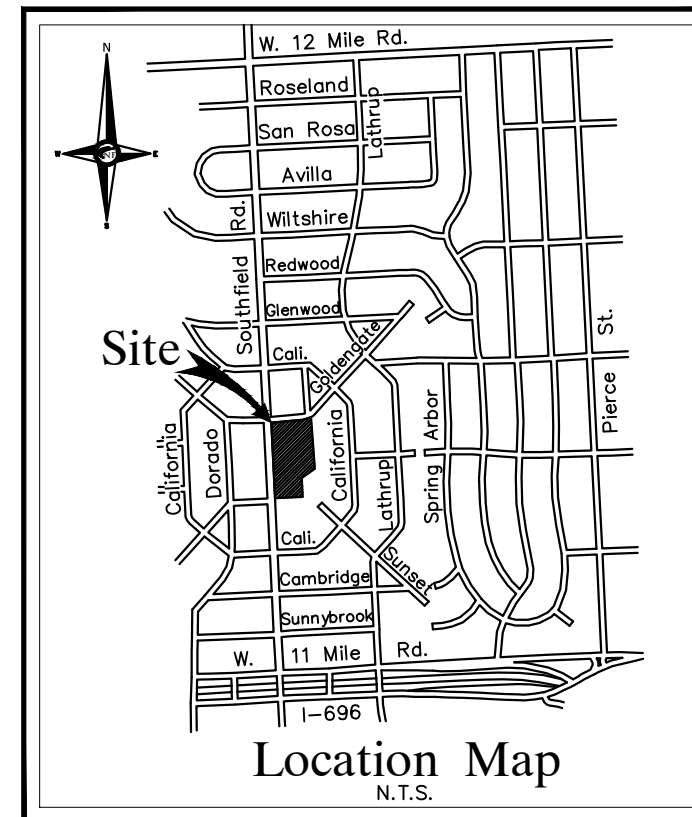 N
W. 12 Mile Rd.
Roseland
Lathrup
San Rosa
W
NF
E
Avilla
S
Rd.
Wiltshire
Southfield
Redwood
Glenwood
St.
Site
Cali.
Goldengate
Pierce
California
Dorado
California
Lathrup
Spring Arbor
Cali.
Sunset
Cambridge
Sunnybrook
W. 11 Mile Rd.
I-696
Location Map
N.T.S.